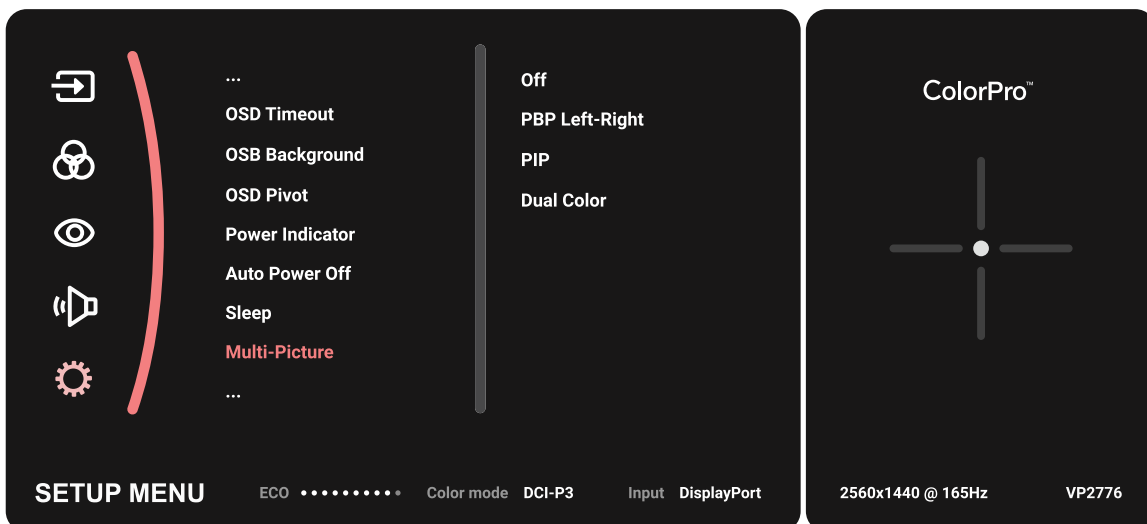 ...
OSD Timeout
OSB Background
OSD Pivot
Power Indicator
Auto Power Off
Sleep
Multi-Picture
...
Off
PBP Left-Right
PIP
Dual Color
SETUP MENU
ECO
Color mode DCI-P3
Input DisplayPort
ColorPro™
2560x1440 @ 165Hz
VP2776